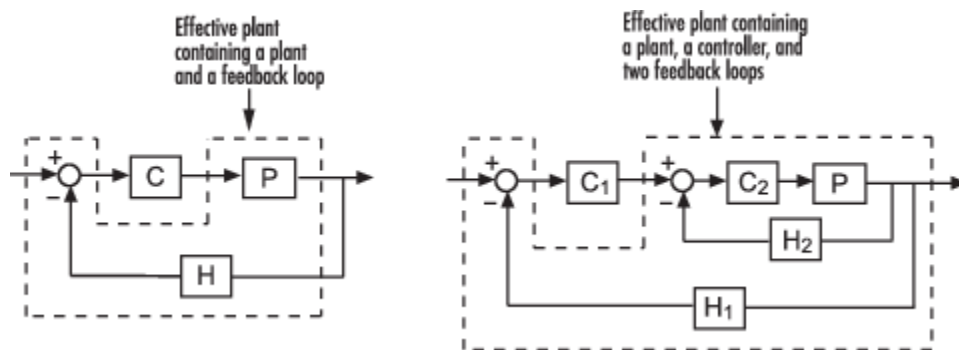 Effective plant
containing a plant
and a feedback loop
+
−
C
P
H
Effective plant containing
a plant, a controller, and
two feedback loops
+
−
C₁
+
−
C₂
P
H₂
H₁